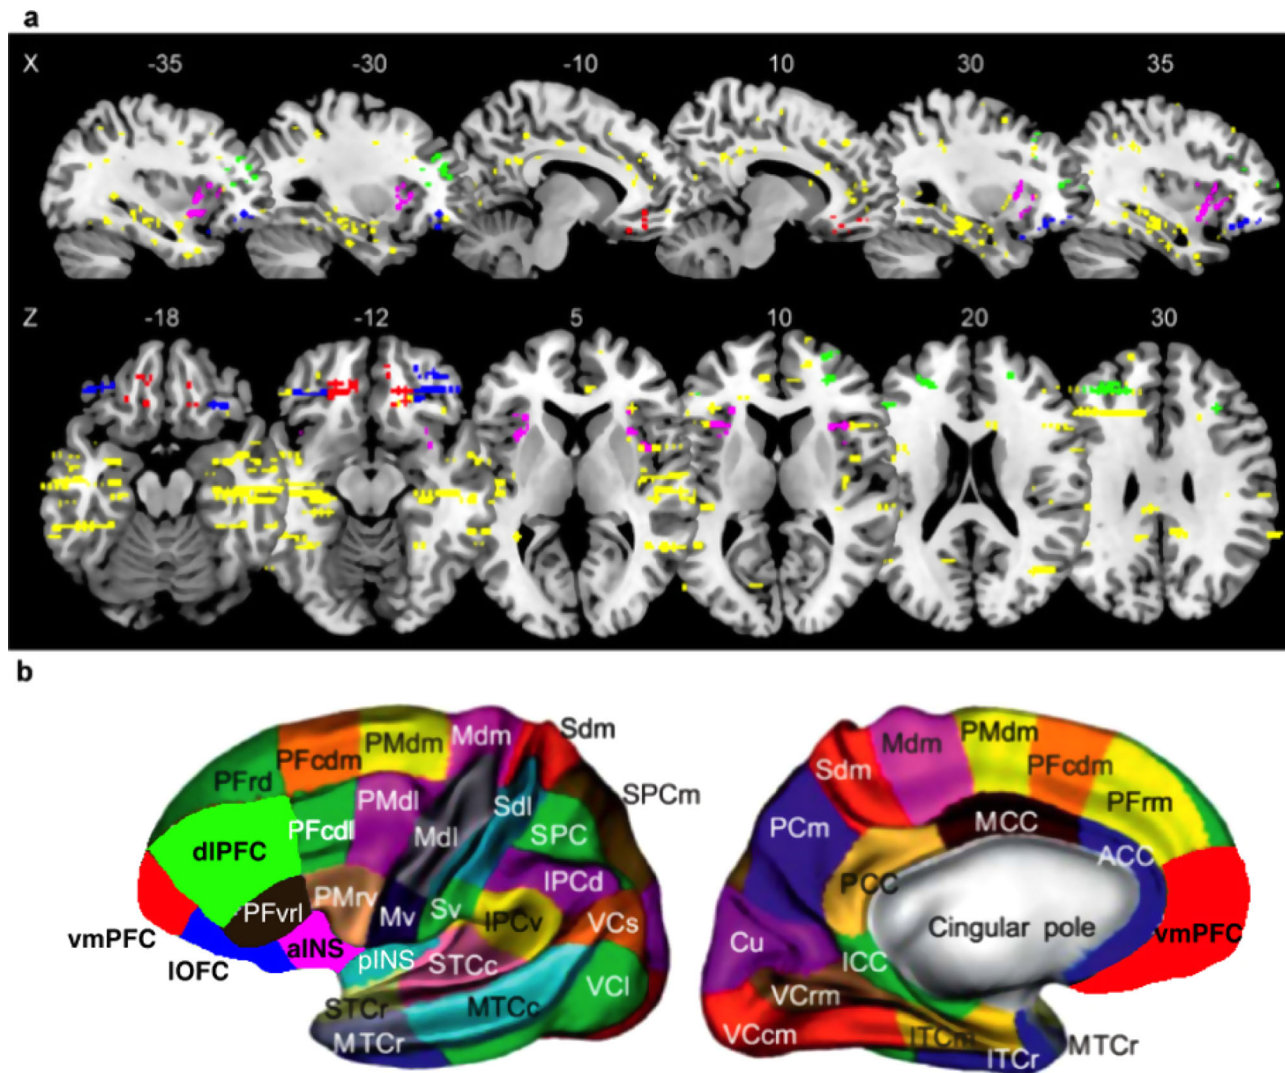 a
X -35 -30 -10 10 30 35
Z -18 -12 5 10 20 30
b
PFrd PFcdm PMdm Mdm Sdm
dlPFC PFcdl PMdl Mdl Sdl SPC SPCm
PFvrl PMrv Mv Sv IPCv IPCd VCs
vmPFC lOFC aINS pINS STCc VCl
STCr MTCc
MTCr
Sdm Mdm PMdm PFcdm PFrm
PCm MCC ACC
PCC
Cu ICC Cingular pole vmPFC
VCrm
VCcm ITCm ITCr MTCr